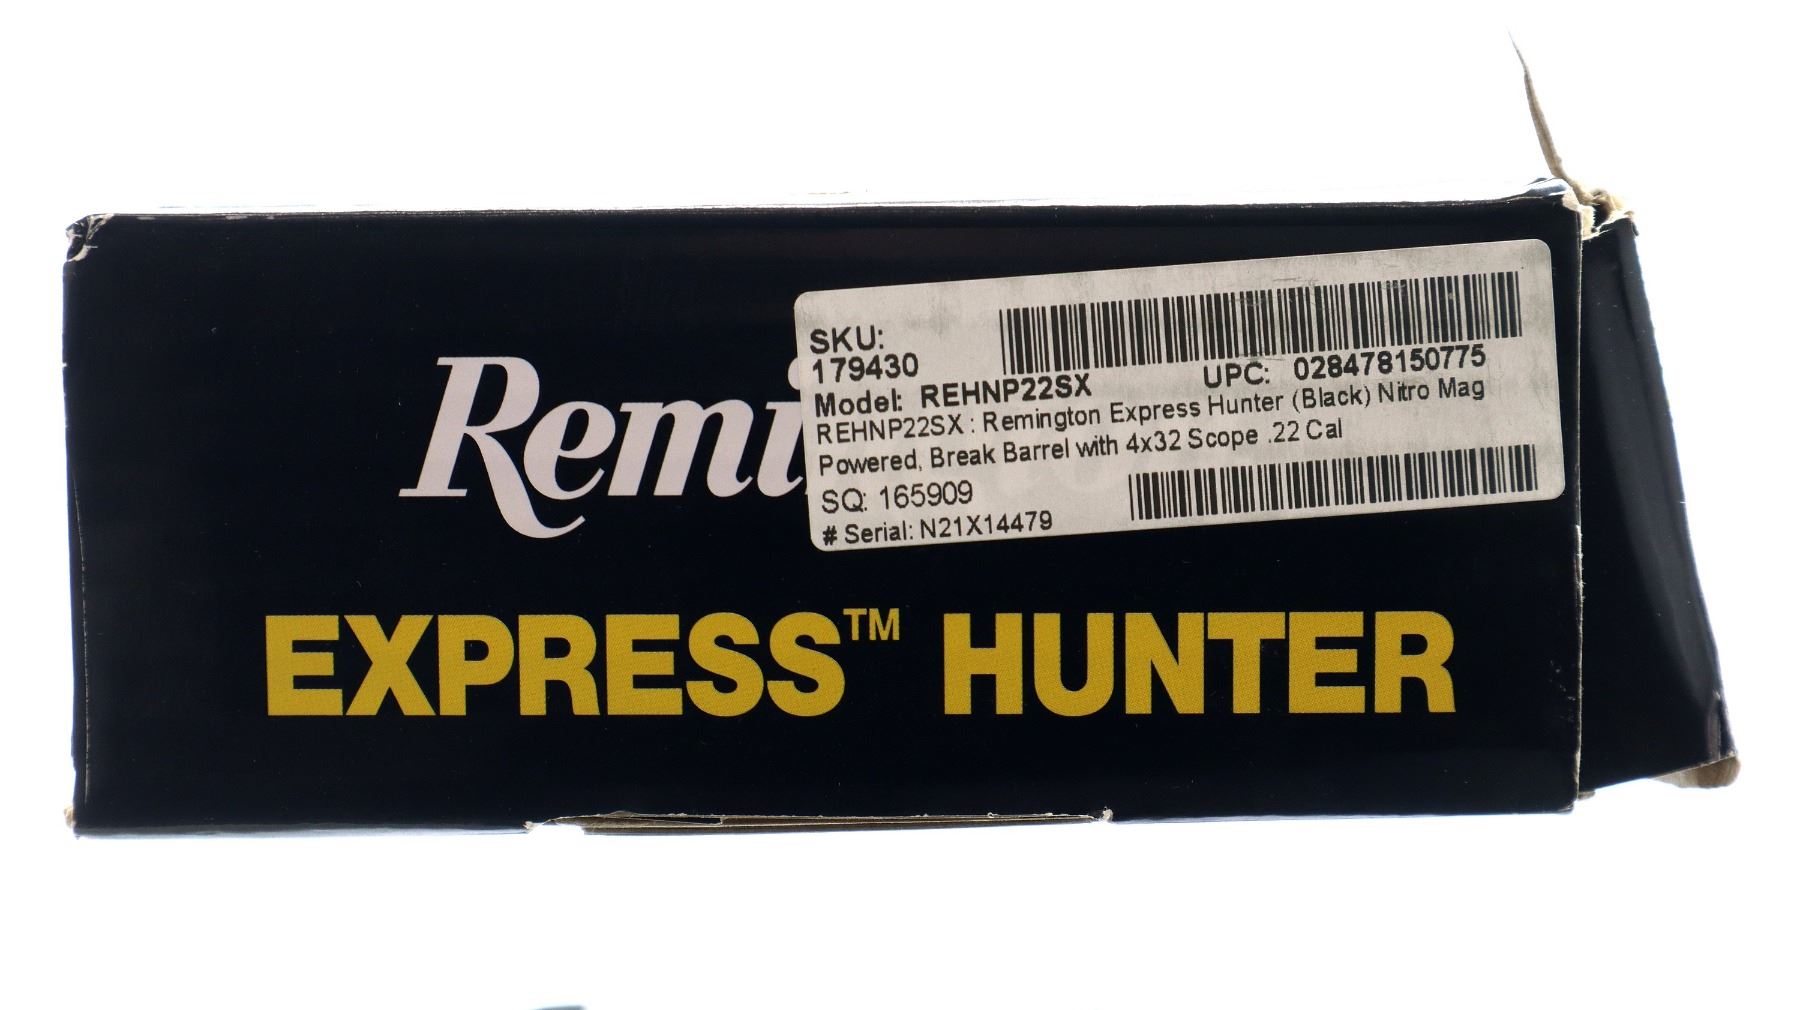 Remi
SKU:
179430
UPC: 028478150775
Model: REHNP22SX
REHNP22SX : Remington Express Hunter (Black) Nitro Mag
Powered, Break Barrel with 4x32 Scope .22 Cal
SQ: 165909
# Serial: N21X14479
EXPRESS™ HUNTER